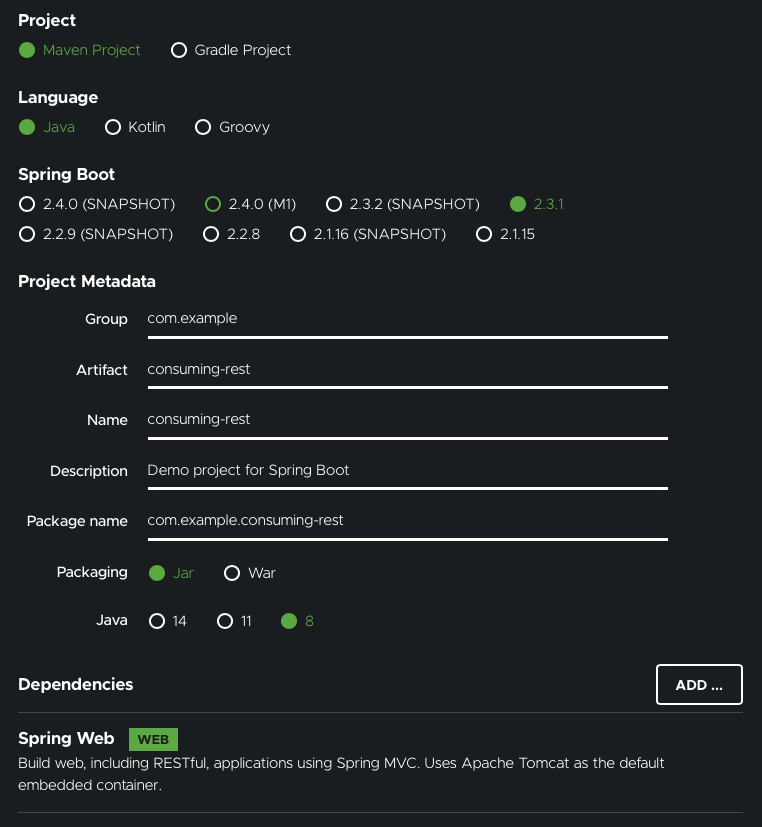 Project
Maven Project Gradle Project
Language
Java Kotlin Groovy
Spring Boot
2.4.0 (SNAPSHOT) 2.4.0 (M1) 2.3.2 (SNAPSHOT) 2.3.1
2.2.9 (SNAPSHOT) 2.2.8 2.1.16 (SNAPSHOT) 2.1.15
Project Metadata
Group com.example
Artifact consuming-rest
Name consuming-rest
Description Demo project for Spring Boot
Package name com.example.consuming-rest
Packaging Jar War
Java 14 11 8
Dependencies ADD ...
Spring Web WEB
Build web, including RESTful, applications using Spring MVC. Uses Apache Tomcat as the default
embedded container.